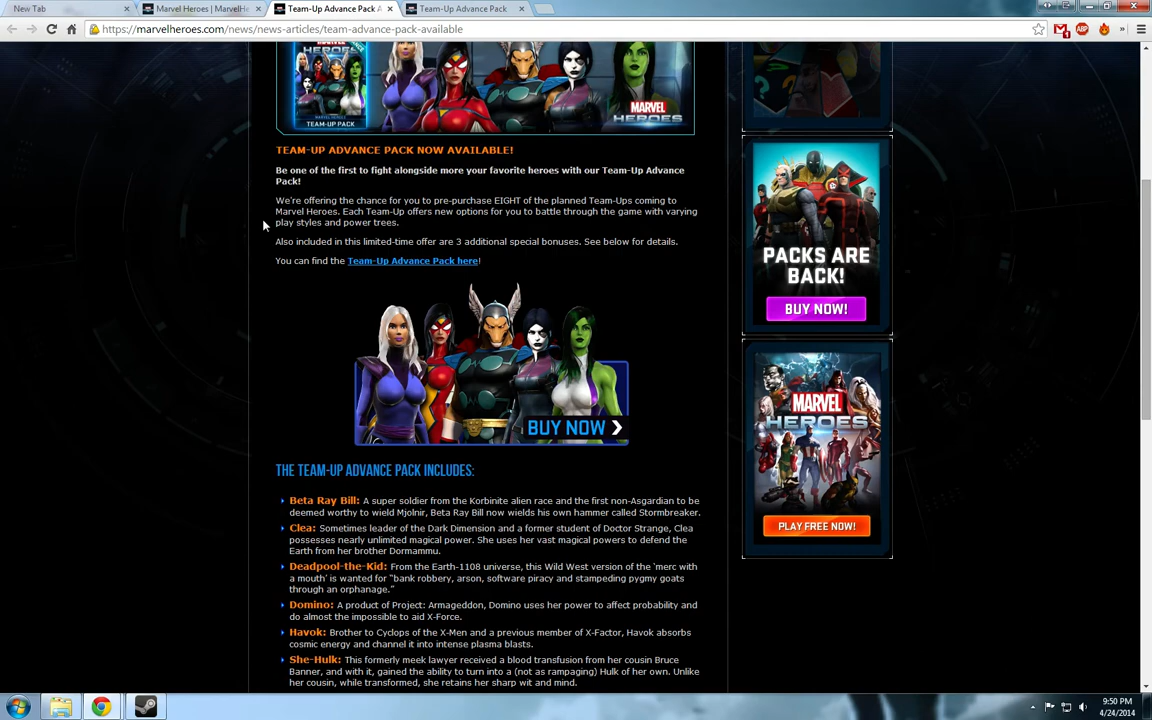 New Tab
Marvel Heroes | MarvelHe
Team-Up Advance Pack A
Team-Up Advance Pack
https://marvelheroes.com/news/news-articles/team-advance-pack-available
TEAM-UP PACK
MARVEL
HEROES
TEAM-UP ADVANCE PACK NOW AVAILABLE!
Be one of the first to fight alongside more your favorite heroes with our Team-Up Advance
Pack!
We're offering the chance for you to pre-purchase EIGHT of the planned Team-Ups coming to
Marvel Heroes. Each Team-Up offers new options for you to battle through the game with varying
play styles and power trees.
Also included in this limited-time offer are 3 additional special bonuses. See below for details.
You can find the Team-Up Advance Pack here!
BUY NOW
THE TEAM-UP ADVANCE PACK INCLUDES:
Beta Ray Bill: A super soldier from the Korbinite alien race and the first non-Asgardian to be
deemed worthy to wield Mjolnir, Beta Ray Bill now wields his own hammer called Stormbreaker.
Clea: Sometimes leader of the Dark Dimension and a former student of Doctor Strange, Clea
possesses nearly unlimited magical power. She uses her vast magical powers to defend the
Earth from her brother Dormammu.
Deadpool-the-Kid: From the Earth-1108 universe, this Wild West version of the 'merc with
a mouth' is wanted for "bank robbery, arson, software piracy and stampeding pygmy goats
through an orphanage."
Domino: A product of Project: Armageddon, Domino uses her power to affect probability and
do almost the impossible to aid X-Force.
Havok: Brother to Cyclops of the X-Men and a previous member of X-Factor, Havok absorbs
cosmic energy and channel it into intense plasma blasts.
She-Hulk: This formerly meek lawyer received a blood transfusion from her cousin Bruce
Banner, and with it, gained the ability to turn into a (not as rampaging) Hulk of her own. Unlike
her cousin, while transformed, she retains her sharp wit and mind.
PACKS ARE
BACK!
BUY NOW!
MARVEL
HEROES
PLAY FREE NOW!
ABP
9:50 PM
4/24/2014